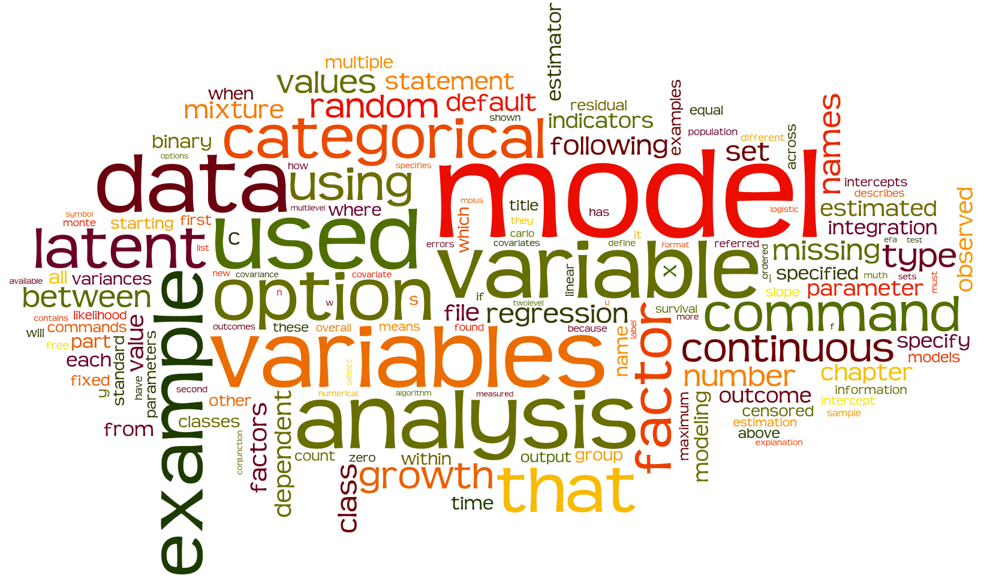 estimator
multiple
values
statement
when
mixture
random
default
shown
residual
indicators
examples
equal
population
different
across
names
binary
options
categorical
following
set
data
how
using
specifies
model
intercepts
describes
observed
symbol
monte
starting
first
multilevel
where
mplus
which
title
they
carlo
has
logistic
estimated
integration
latent
list
c
used
errors
covariates
it
define
format
referred
efa
test
missing
type
available
all
variances
new
covariance
covariate
variable
x
linear
ordered
i
specified
muth
sets
must
between
example
option
n
w
s
if
twolevel
u
slope
parameter
contains
likelihood
will
commands
value
file
regression
survival
more
command
f
free
part
standard
parameters
outcomes
these
overall
means
found
because
label
name
factor
continuous
specify
models
each
have
variables
select
fixed
y
second
numerical
algorithm
measured
number
chapter
information
from
other
classes
factors
dependent
analysis
maximum
modeling
outcome
intercept
censored
sample
estimation
above
explanation
conjunction
count
zero
within
output
group
class
growth
time
that